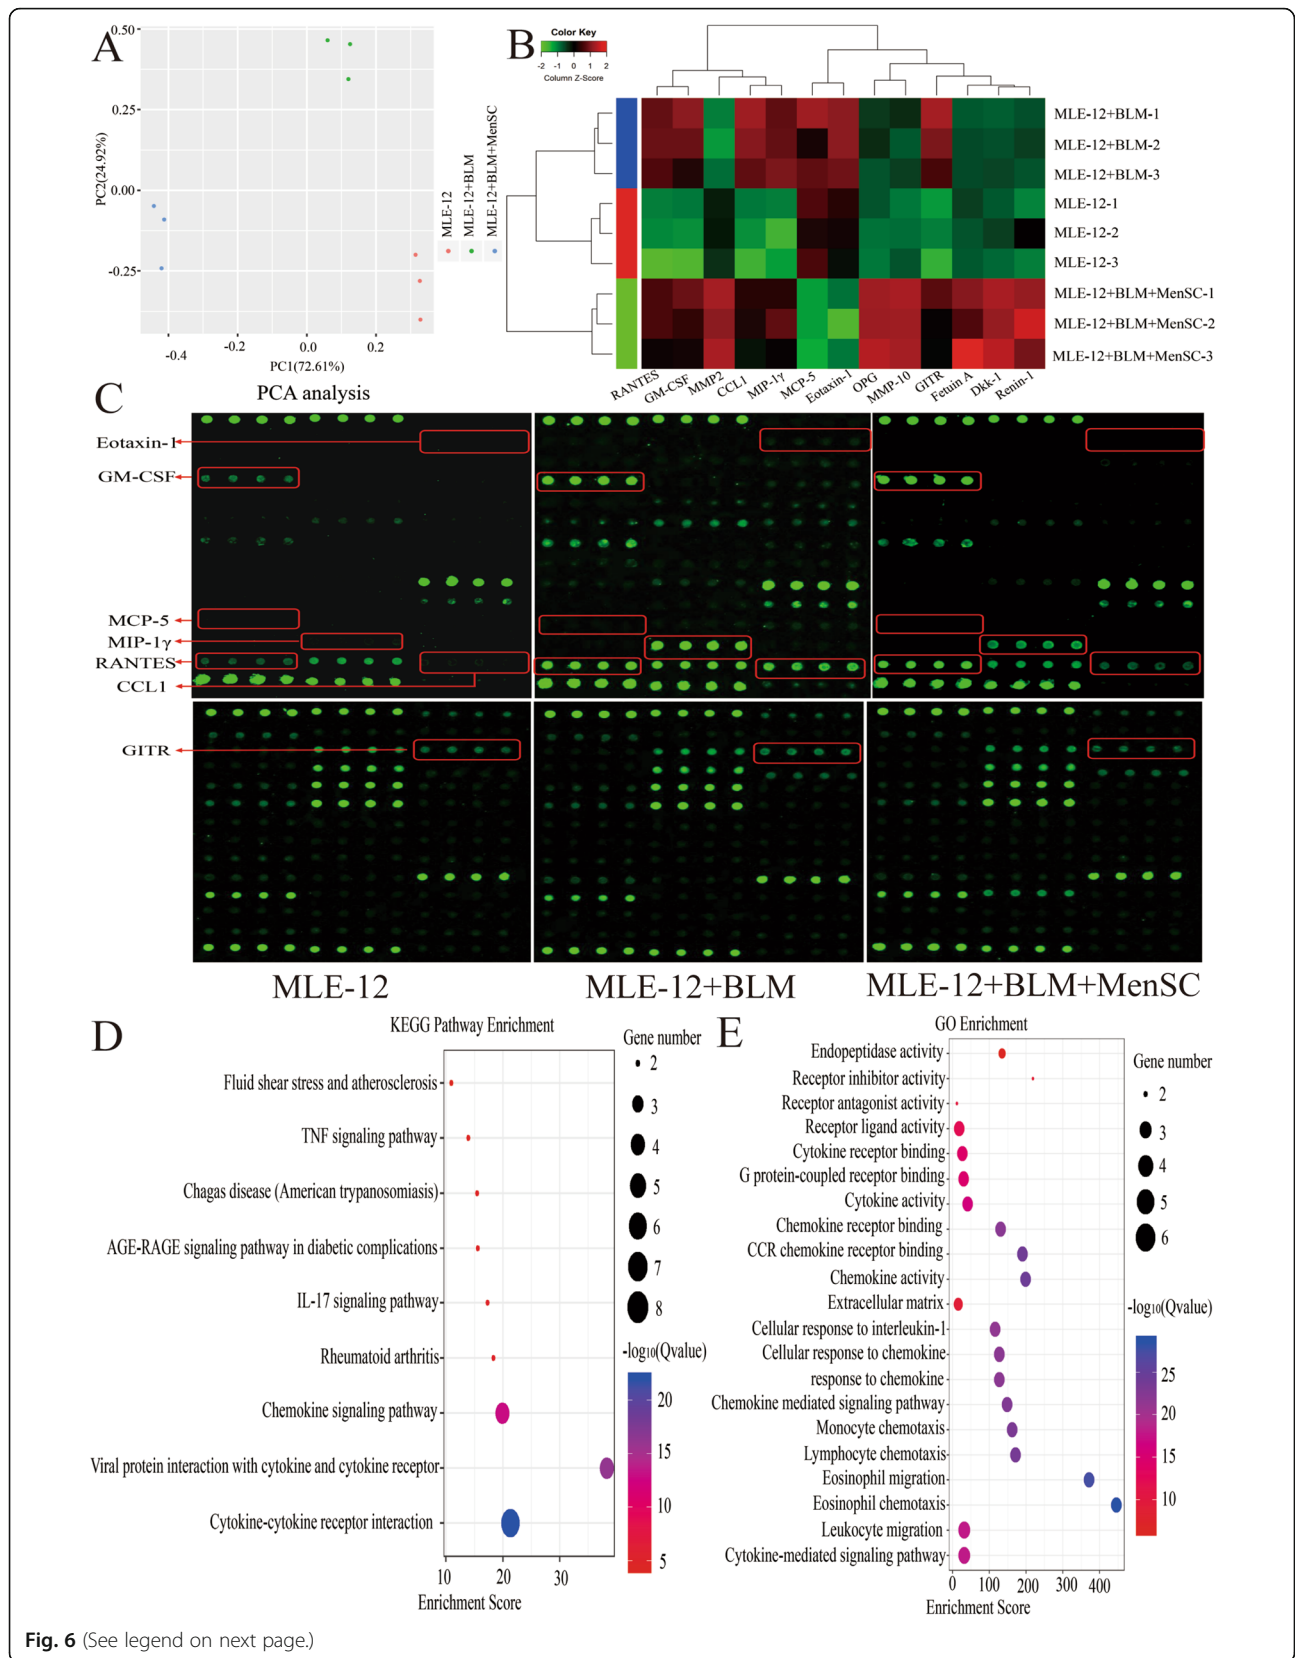 A
0.50
0.25
0.00
-0.25
PC2(24.92%)
-0.4
-0.2
0.0
0.2
PC1(72.61%)
PCA analysis
MLE-12
MLE-12+BLM
MLE-12+BLM+MenSC
B
Color Key
-2 -1 0 1 2
Column Z-Score
MLE-12+BLM-1
MLE-12+BLM-2
MLE-12+BLM-3
MLE-12-1
MLE-12-2
MLE-12-3
MLE-12+BLM+MenSC-1
MLE-12+BLM+MenSC-2
MLE-12+BLM+MenSC-3
RANTES
GM-CSF
MMP2
CCL1
MIP-1γ
MCP-5
Eotaxin-1
OPG
MMP-10
GITR
Fetuin A
Dkk-1
Renin-1
C
Eotaxin-1
GM-CSF
MCP-5
MIP-1γ
RANTES
CCL1
GITR
MLE-12
MLE-12+BLM
MLE-12+BLM+MenSC
D
KEGG Pathway Enrichment
Fluid shear stress and atherosclerosis
TNF signaling pathway
Chagas disease (American trypanosomiasis)
AGE-RAGE signaling pathway in diabetic complications
IL-17 signaling pathway
Rheumatoid arthritis
Chemokine signaling pathway
Viral protein interaction with cytokine and cytokine receptor
Cytokine-cytokine receptor interaction
10 20 30
Enrichment Score
Gene number
2
3
4
5
6
7
8
-log10(Qvalue)
20
15
10
5
E
GO Enrichment
Endopeptidase activity
Receptor inhibitor activity
Receptor antagonist activity
Receptor ligand activity
Cytokine receptor binding
G protein-coupled receptor binding
Cytokine activity
Chemokine receptor binding
CCR chemokine receptor binding
Chemokine activity
Extracellular matrix
Cellular response to interleukin-1
Cellular response to chemokine
response to chemokine
Chemokine mediated signaling pathway
Monocyte chemotaxis
Lymphocyte chemotaxis
Eosinophil migration
Eosinophil chemotaxis
Leukocyte migration
Cytokine-mediated signaling pathway
0 100 200 300 400
Enrichment Score
Gene number
2
3
4
5
6
-log10(Qvalue)
25
20
15
10
Fig. 6 (See legend on next page.)